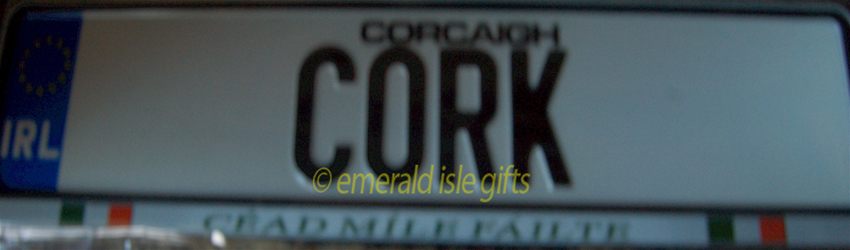 CORCAIGH
CORK
IRL
© emerald isle gifts
CÉAD MÍLE FÁILTE